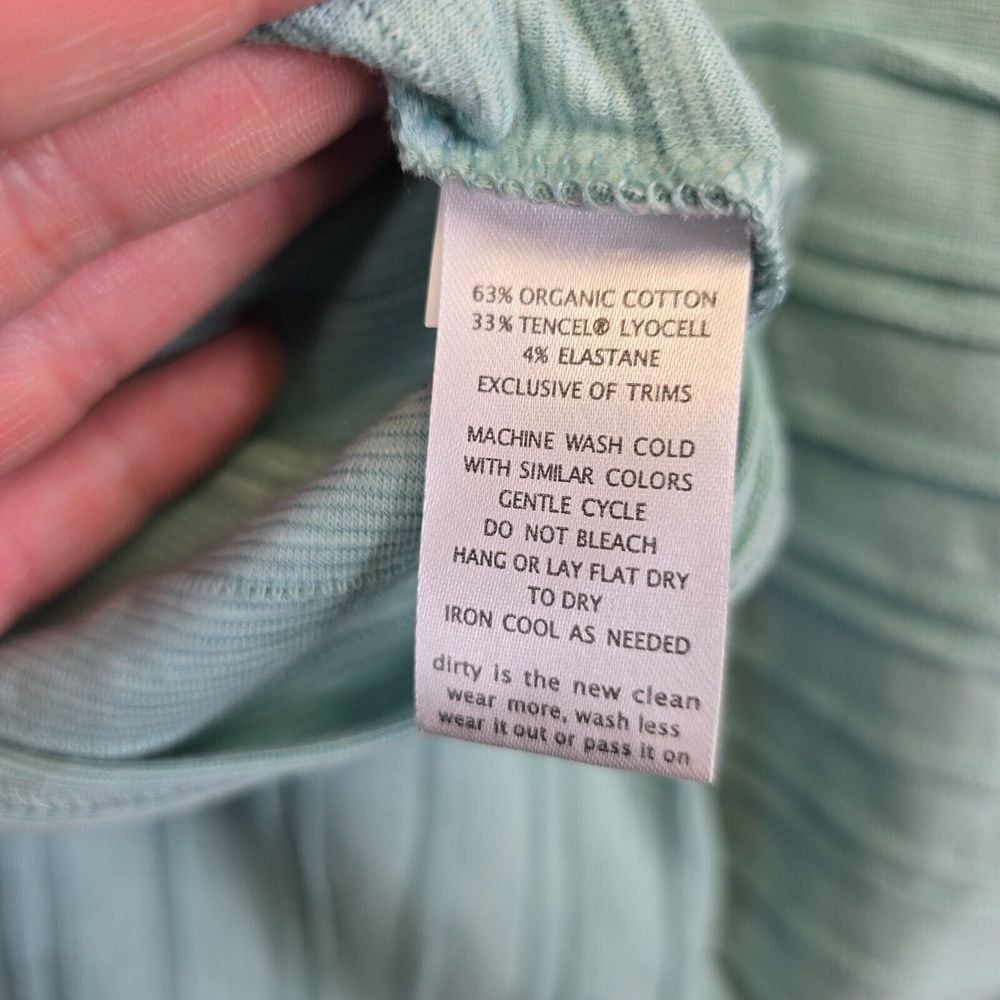 63% ORGANIC COTTON
33% TENCEL® LYOCELL
4% ELASTANE
EXCLUSIVE OF TRIMS
MACHINE WASH COLD
WITH SIMILAR COLORS
GENTLE CYCLE
DO NOT BLEACH
HANG OR LAY FLAT DRY
TO DRY
IRON COOL AS NEEDED
dirty is the new clean
wear more, wash less
wear it out or pass it on